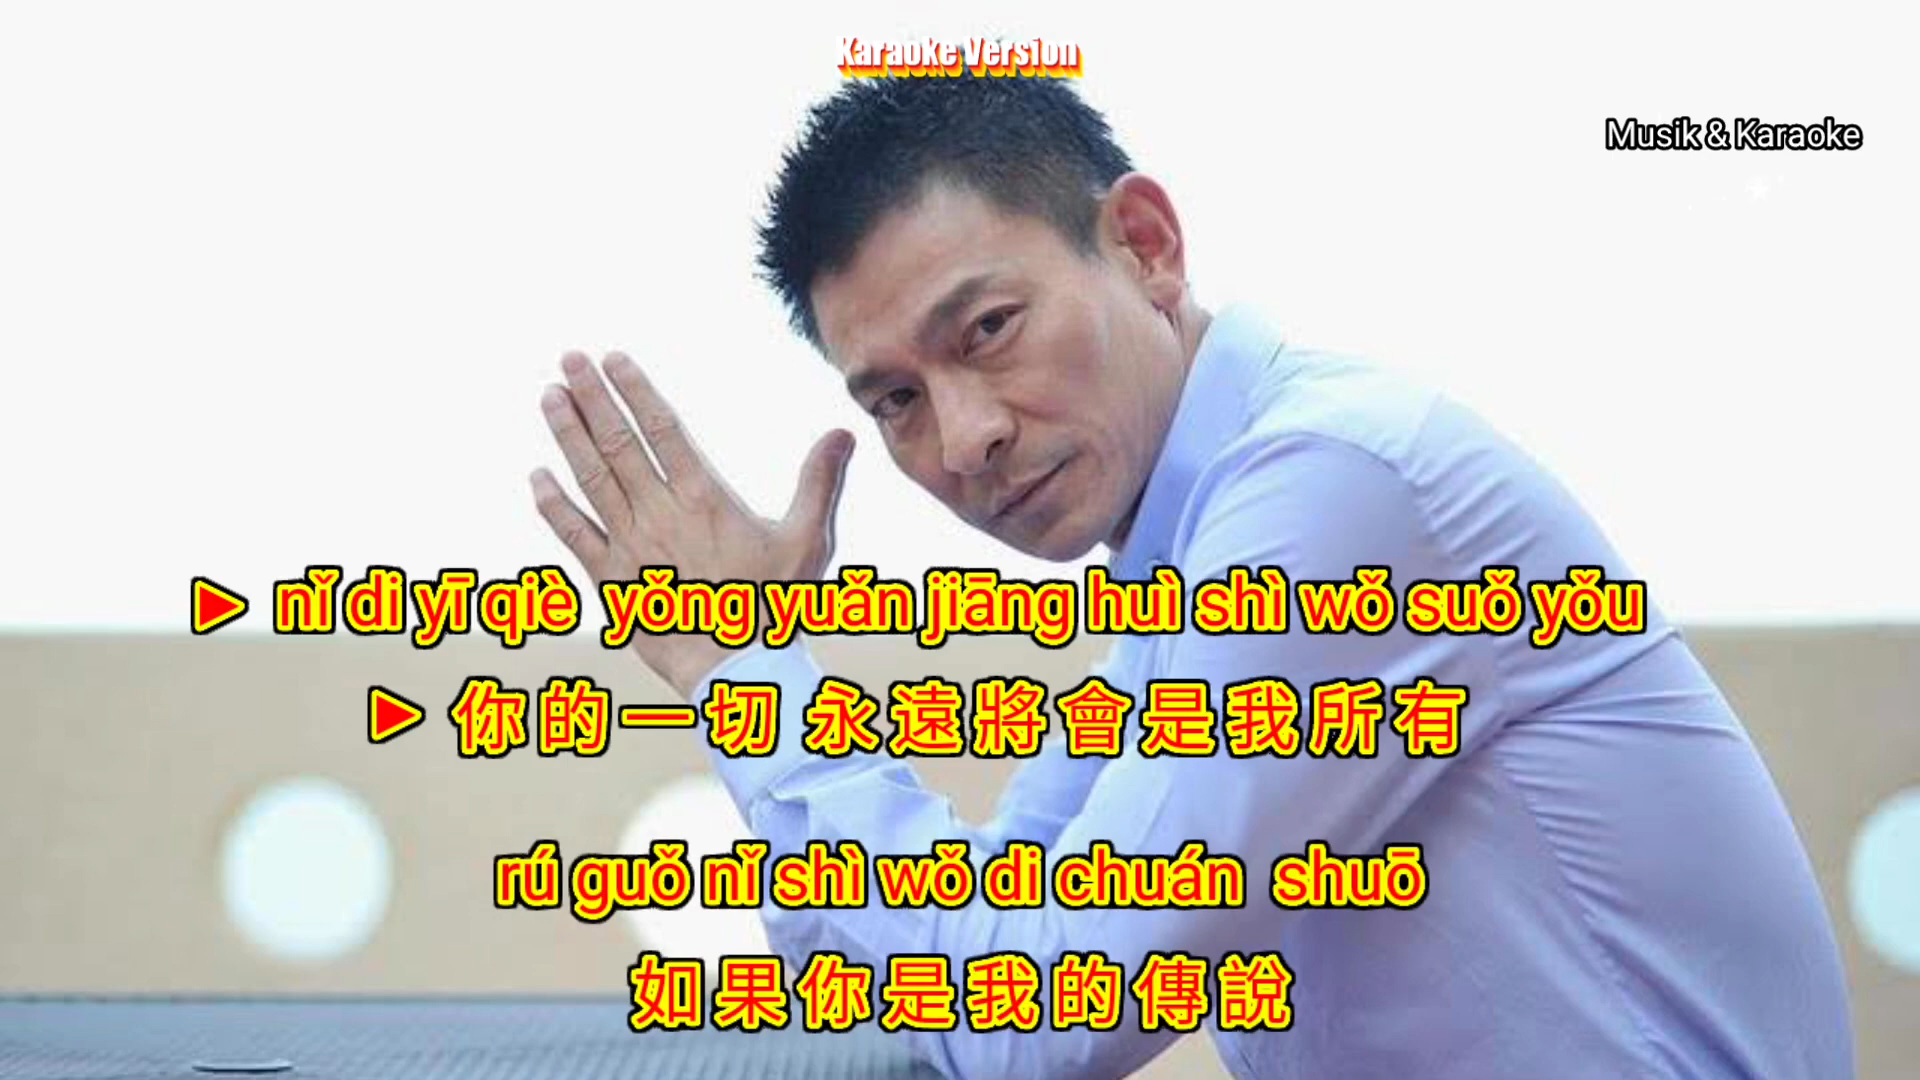 Karaoke Version
Musik & Karaoke
▶ nǐ di yī qiè yǒng yuǎn jiāng huì shì wǒ suǒ yǒu
▶ 你的一切 永遠將會是我所有
rú guǒ nǐ shì wǒ di chuán shuō
如果你是我的傳說